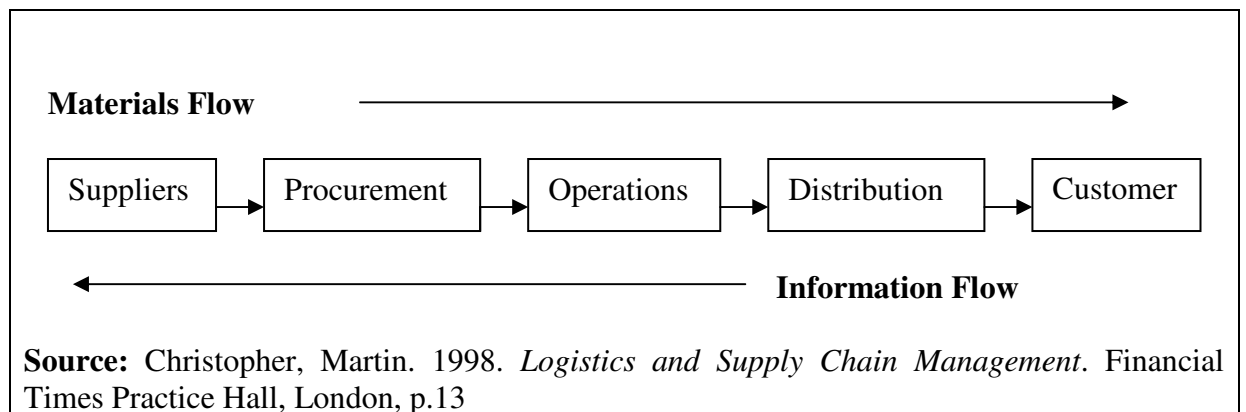 Materials Flow
Suppliers Procurement Operations Distribution Customer
Information Flow
Source: Christopher, Martin. 1998. Logistics and Supply Chain Management. Financial
Times Practice Hall, London, p.13